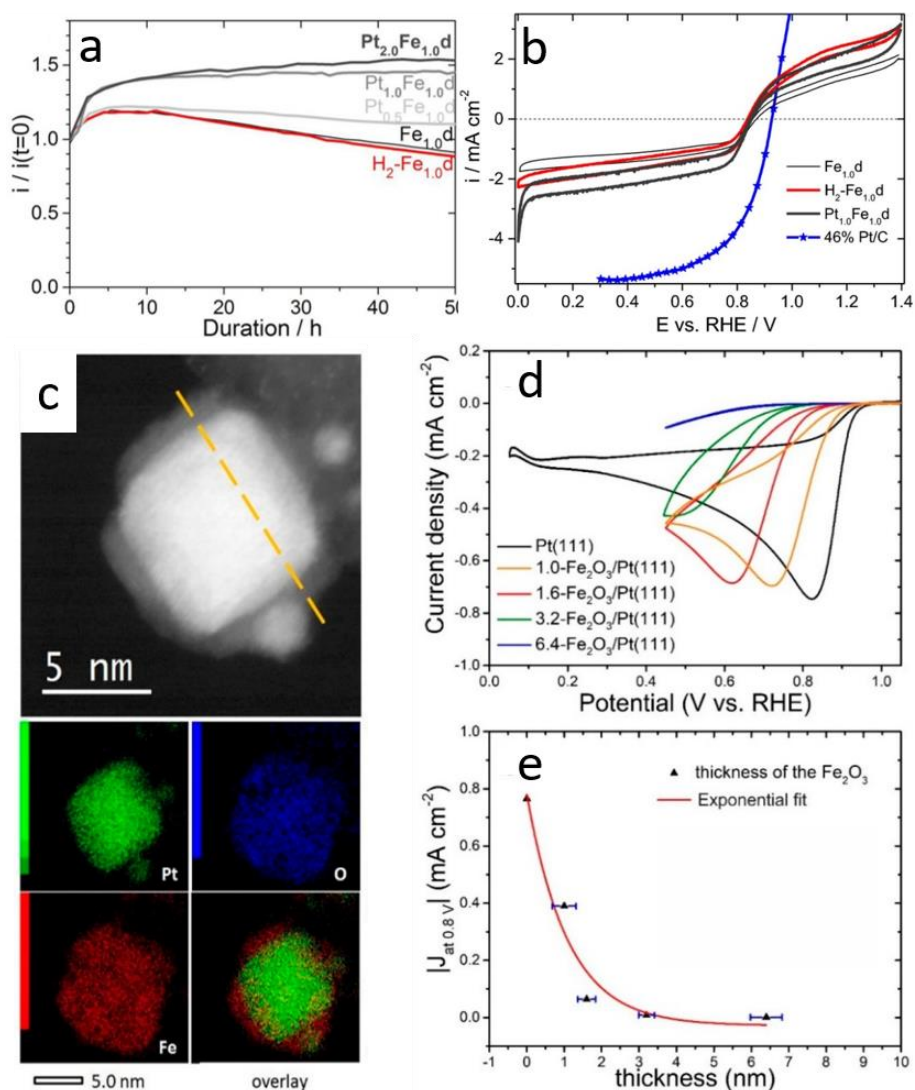 a
Pt2.0Fe1.0d
Pt1.0Fe1.0d
Pt0.5Fe1.0d
Fe1.0d
H2-Fe1.0d
1.5
1.0
0.5
0.0
0 10 20 30 40 50
i / i(t=0)
Duration / h
b
2
0
-2
-4
i / mA cm-2
Fe1.0d
H2-Fe1.0d
Pt1.0Fe1.0d
46% Pt/C
0.0 0.2 0.4 0.6 0.8 1.0 1.2 1.4
E vs. RHE / V
c
5 nm
Pt
O
Fe
5.0 nm
overlay
d
0.2
0.0
-0.2
-0.4
-0.6
-0.8
-1.0
Current density (mA cm-2)
Pt(111)
1.0-Fe2O3/Pt(111)
1.6-Fe2O3/Pt(111)
3.2-Fe2O3/Pt(111)
6.4-Fe2O3/Pt(111)
0.0 0.2 0.4 0.6 0.8 1.0
Potential (V vs. RHE)
e
0.8
0.6
0.4
0.2
0.0
|J at 0.8 V| (mA cm-2)
thickness of the Fe2O3
Exponential fit
-1 0 1 2 3 4 5 6 7 8 9 10
thickness (nm)